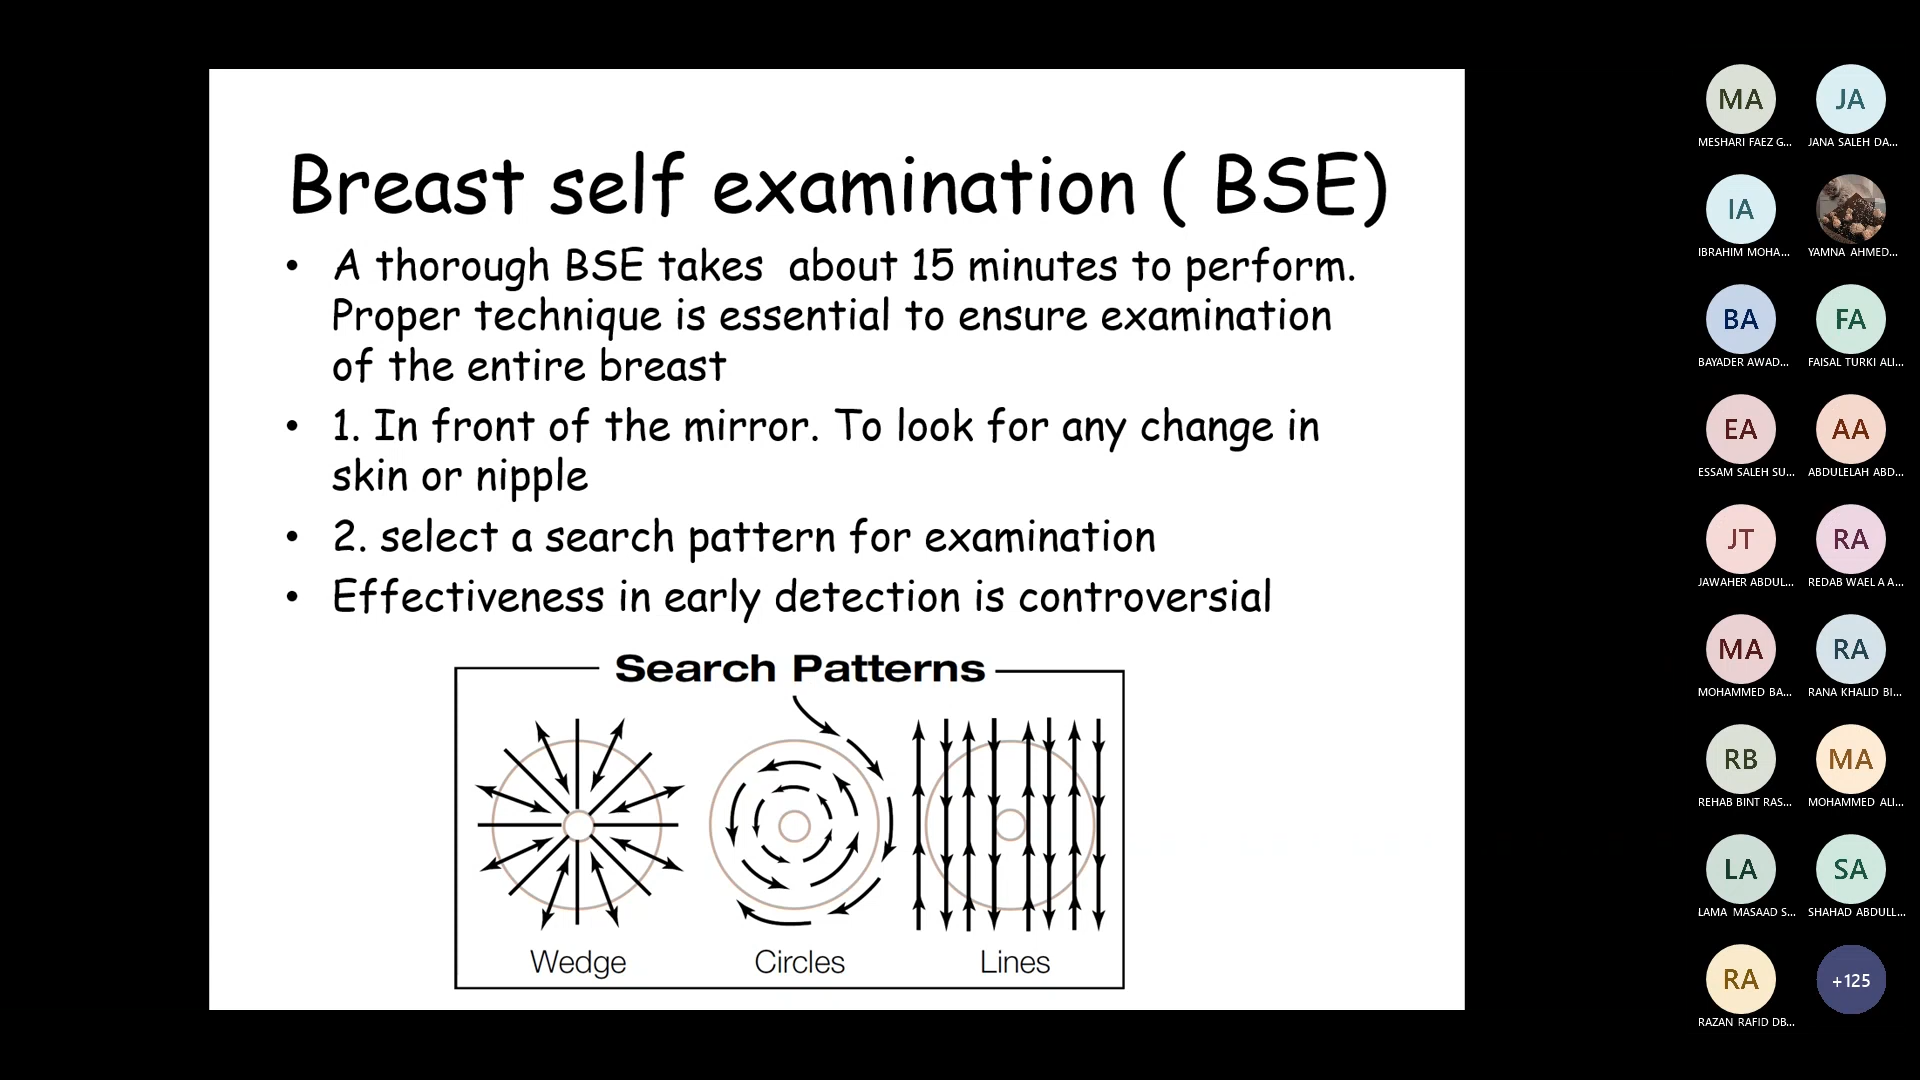 Breast self examination ( BSE)
• A thorough BSE takes about 15 minutes to perform.
Proper technique is essential to ensure examination
of the entire breast
• 1. In front of the mirror. To look for any change in
skin or nipple
• 2. select a search pattern for examination
• Effectiveness in early detection is controversial
Search Patterns
Wedge Circles Lines
MA JA
MESHARI FAEZ G... JANA SALEH DA...
IA
IBRAHIM MOHA... YAMNA AHMED...
BA FA
BAYADER AWAD... FAISAL TURKI ALI...
EA AA
ESSAM SALEH SU... ABDULELAH ABD...
JT RA
JAWAHER ABDUL... REDAB WAEL A A...
MA RA
MOHAMMED BA... RANA KHALID BI...
RB MA
REHAB BINT RAS... MOHAMMED ALI...
LA SA
LAMA MASAAD S... SHAHAD ABDULL...
RA +125
RAZAN RAFID DB...